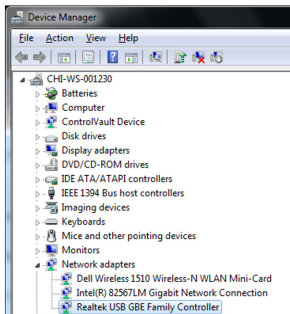 Device Manager
File Action View Help
CHI-WS-001230
Batteries
Computer
ControlVault Device
Disk drives
Display adapters
DVD/CD-ROM drives
IDE ATA/ATAPI controllers
IEEE 1394 Bus host controllers
Imaging devices
Keyboards
Mice and other pointing devices
Monitors
Network adapters
Dell Wireless 1510 Wireless-N WLAN Mini-Card
Intel(R) 82567LM Gigabit Network Connection
Realtek USB GBE Family Controller